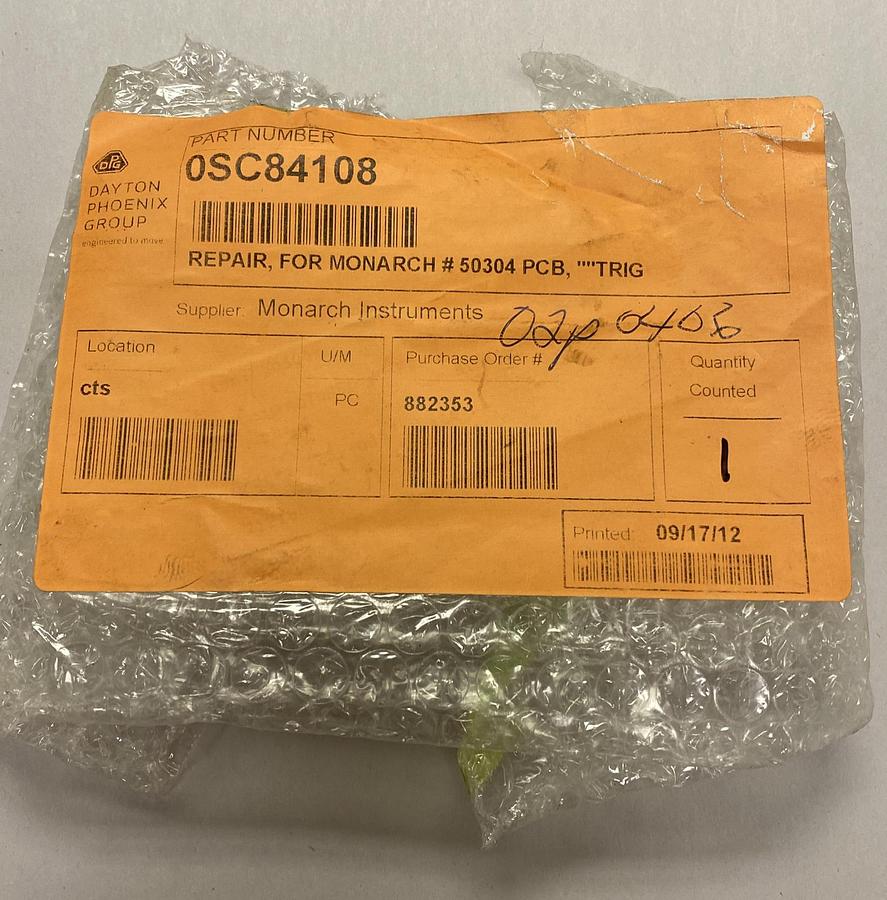 PART NUMBER
0SC84108
DPG
DAYTON
PHOENIX
GROUP
engineered to move
REPAIR, FOR MONARCH # 50304 PCB, ""TRIG
Supplier: Monarch Instruments
Location
cts
U/M
PC
Purchase Order #
882353
Quantity
Counted
1
Printed: 09/17/12